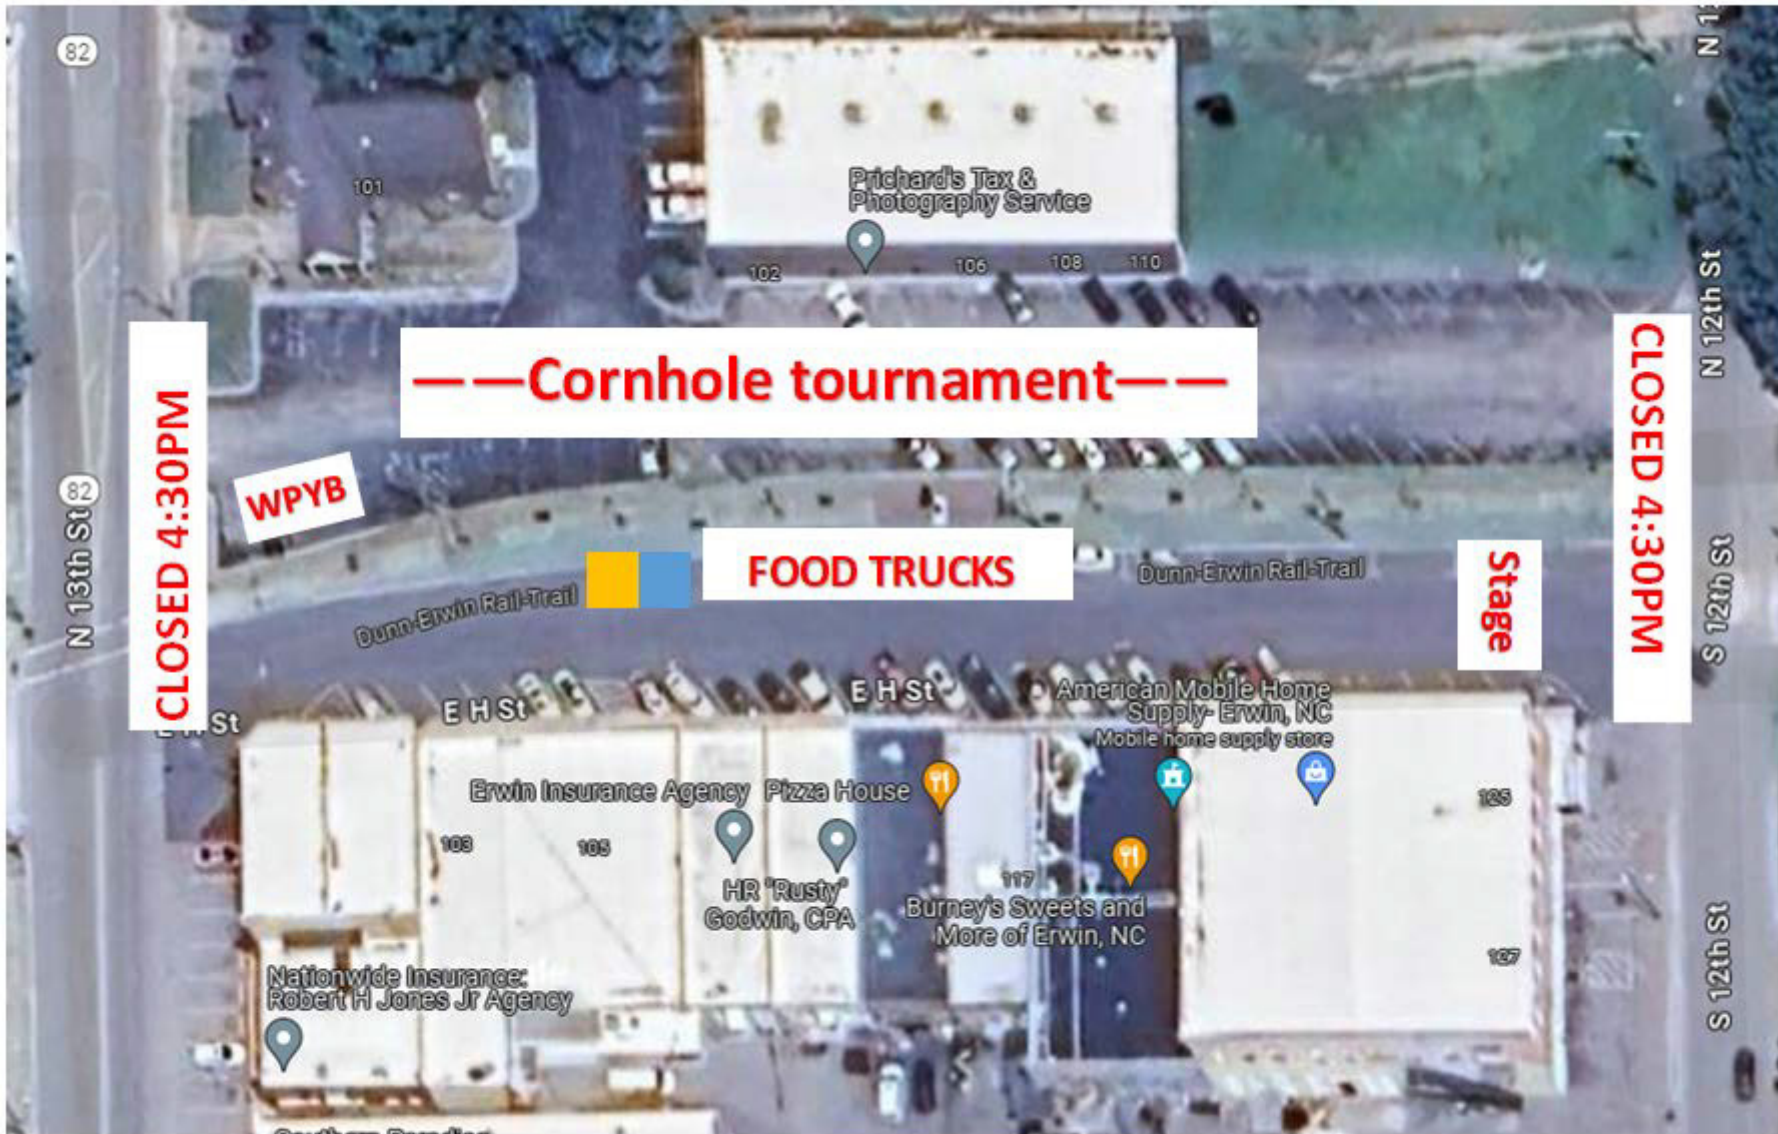 82
N 12
101
Prichard's Tax &
Photography Service
102
106
108
110
N 12th St
CLOSED 4:30PM
——Cornhole tournament——
CLOSED 4:30PM
82
WPYB
N 13th St
FOOD TRUCKS
Dunn-Erwin Rail-Trail
Dunn-Erwin Rail-Trail
Stage
S 12th St
H St
E H St
E H St
American Mobile Home
Supply- Erwin, NC
Mobile home supply store
Erwin Insurance Agency
Pizza House
103
105
125
HR "Rusty"
Godwin, CPA
117
Burney's Sweets and
More of Erwin, NC
127
Nationwide Insurance:
Robert H Jones Jr Agency
S 12th St